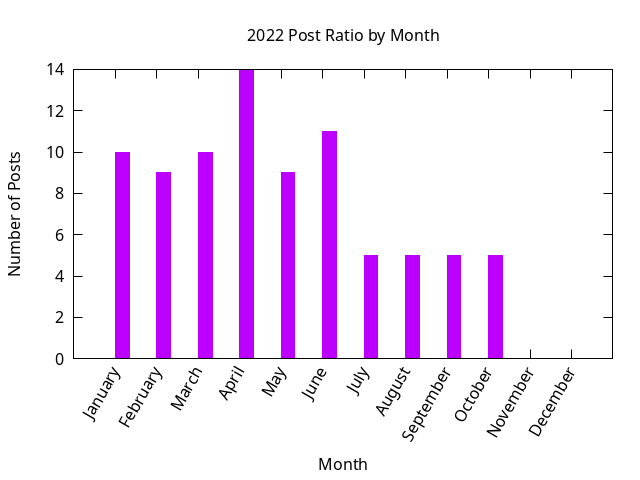 2022 Post Ratio by Month
14
12
10
8
6
4
2
0
Number of Posts
January
February
March
April
May
June
July
August
September
October
November
December
Month